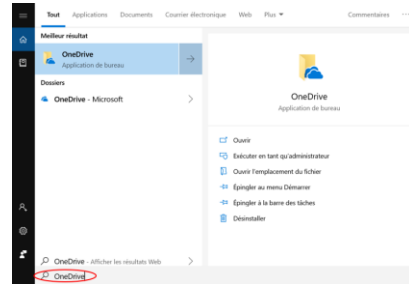 Tout Applications Documents Courrier électronique Web Plus Commentaires ...
Meilleur résultat
OneDrive
Application de bureau
Dossiers
OneDrive - Microsoft
OneDrive
Application de bureau
Ouvrir
Exécuter en tant qu'administrateur
Ouvrir l'emplacement du fichier
Épingler au menu Démarrer
Épingler à la barre des tâches
Désinstaller
OneDrive - Afficher les résultats Web
OneDrive